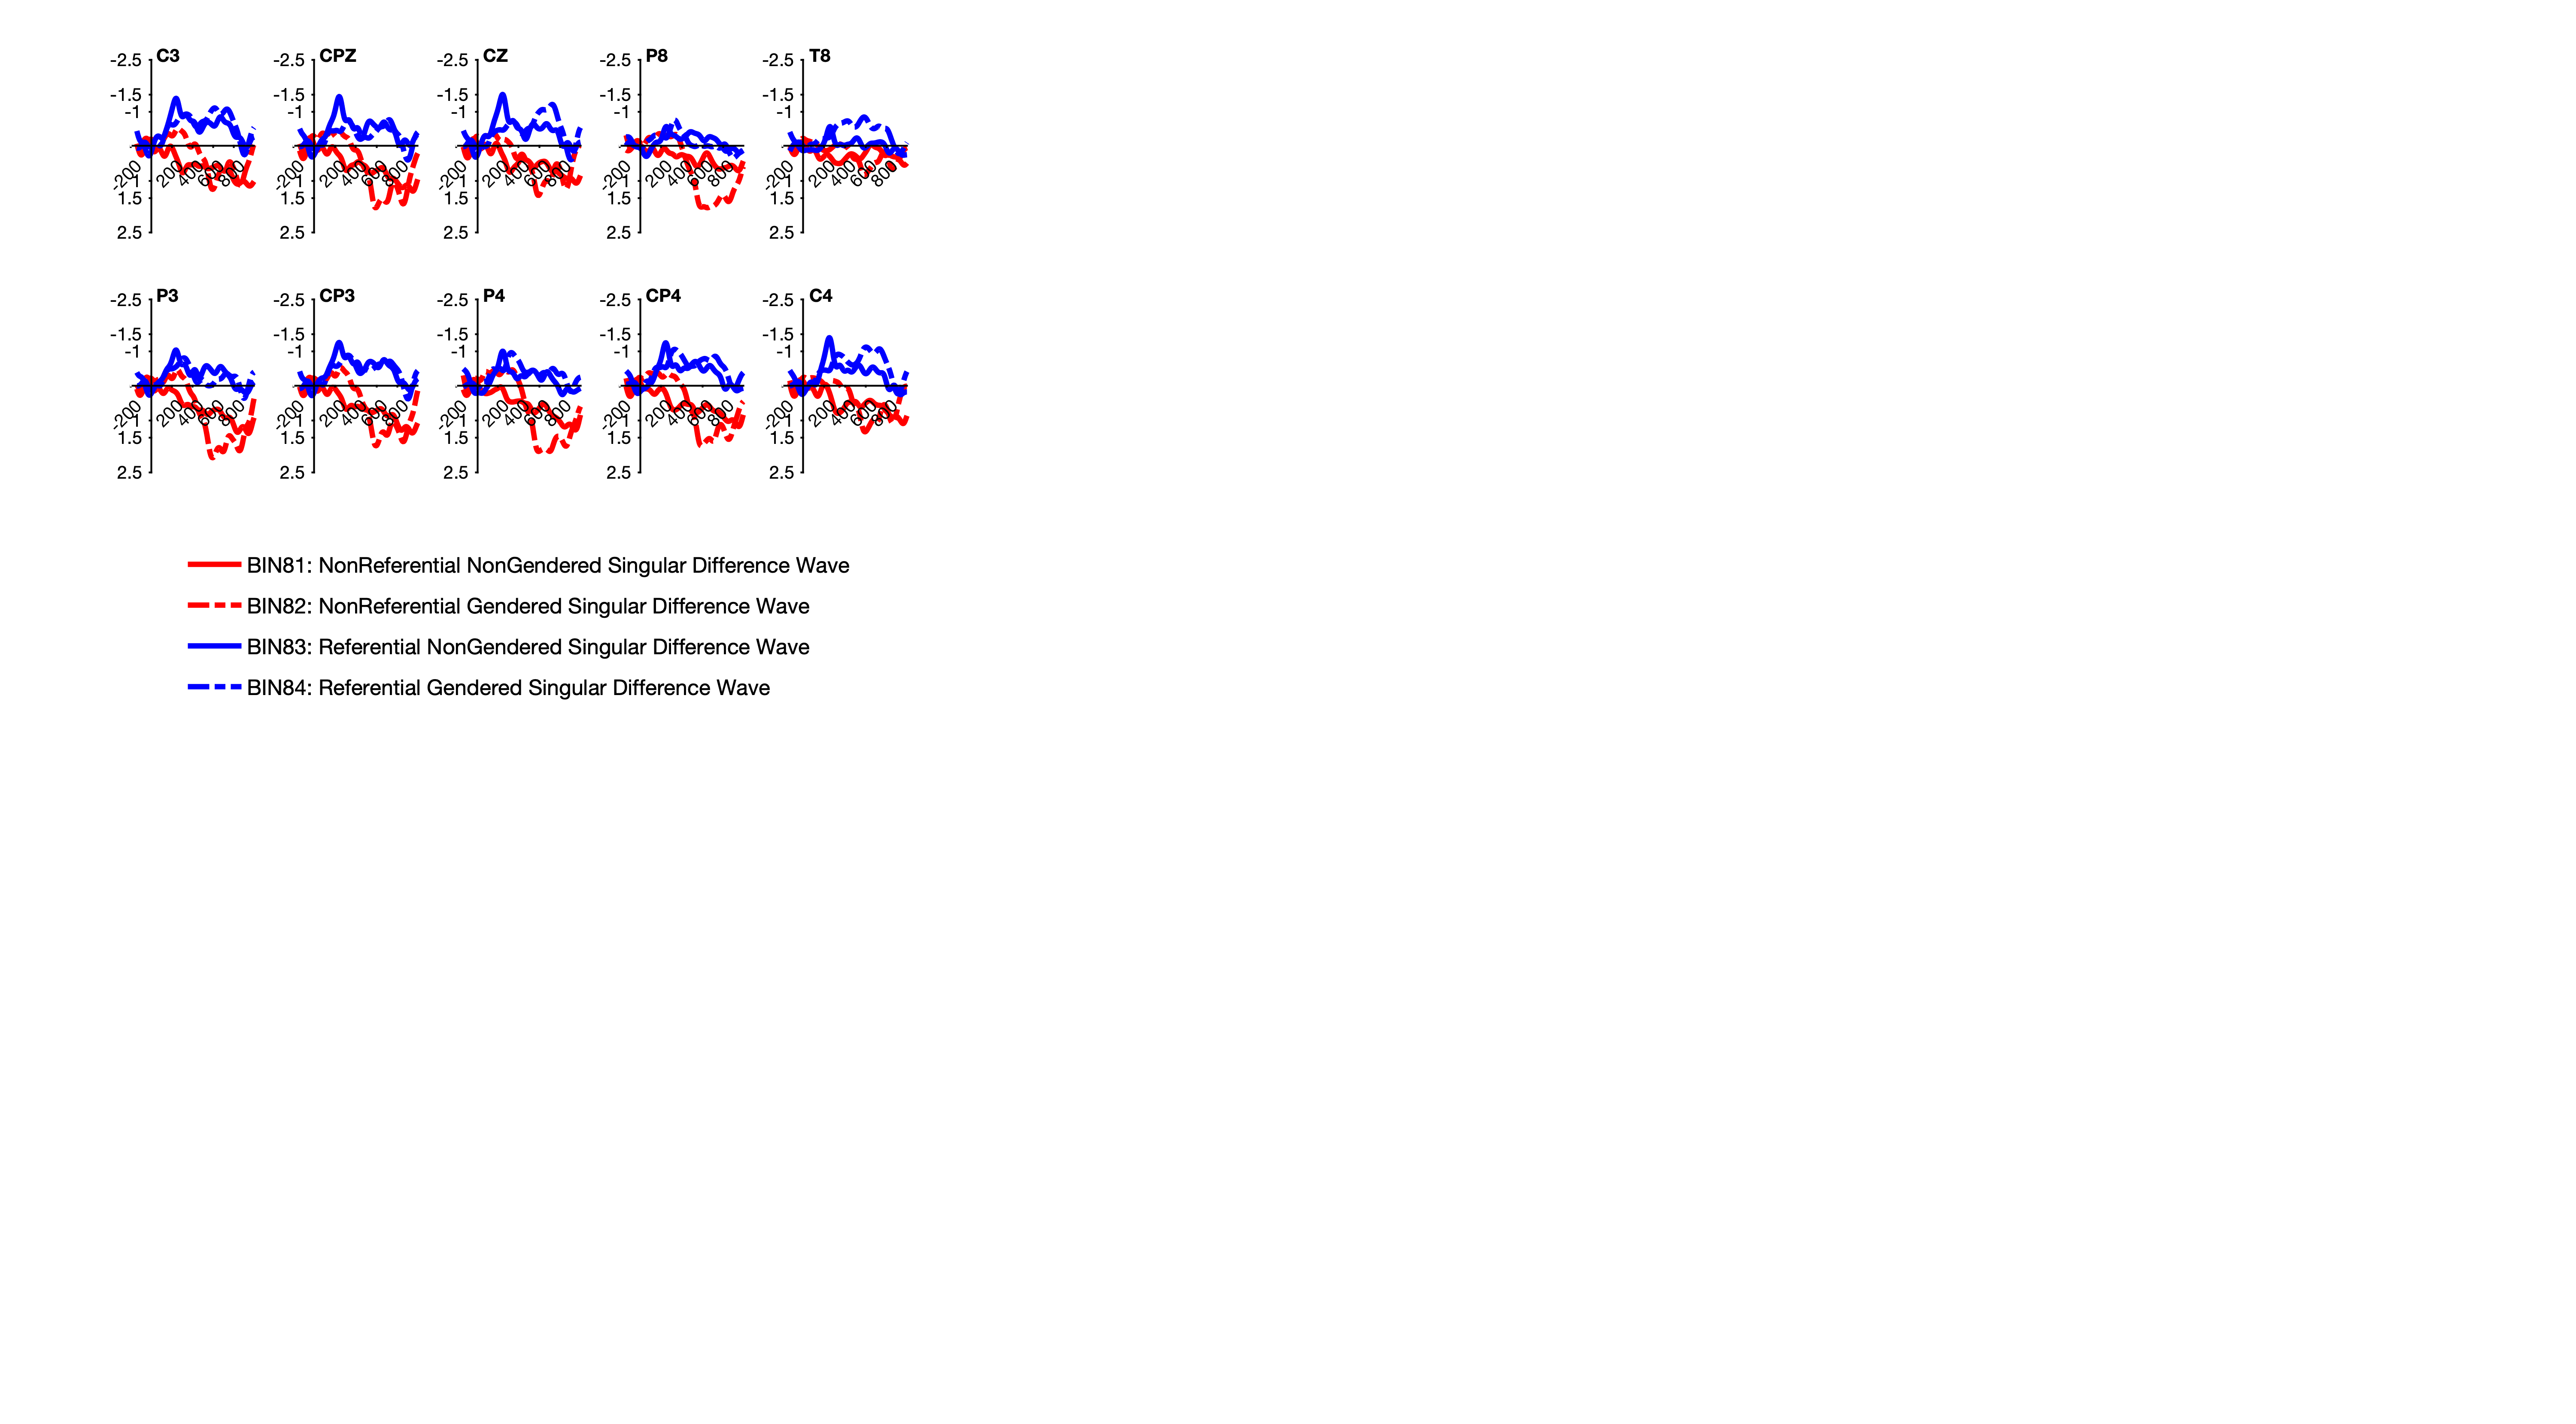 C3 CPZ CZ P8 T8
-2.5 -2.5 -2.5 -2.5 -2.5
-1.5 -1.5 -1.5 -1.5 -1.5
-1 -1 -1 -1 -1
-200 200 400 600 800 -200 200 400 600 800 -200 200 400 600 800 -200 200 400 600 800 -200 200 400 600 800
1 1 1 1 1
1.5 1.5 1.5 1.5 1.5
2.5 2.5 2.5 2.5 2.5
P3 CP3 P4 CP4 C4
-2.5 -2.5 -2.5 -2.5 -2.5
-1.5 -1.5 -1.5 -1.5 -1.5
-1 -1 -1 -1 -1
-200 200 400 600 800 -200 200 400 600 800 -200 200 400 600 800 -200 200 400 600 800 -200 200 400 600 800
1 1 1 1 1
1.5 1.5 1.5 1.5 1.5
2.5 2.5 2.5 2.5 2.5
BIN81: NonReferential NonGendered Singular Difference Wave
BIN82: NonReferential Gendered Singular Difference Wave
BIN83: Referential NonGendered Singular Difference Wave
BIN84: Referential Gendered Singular Difference Wave